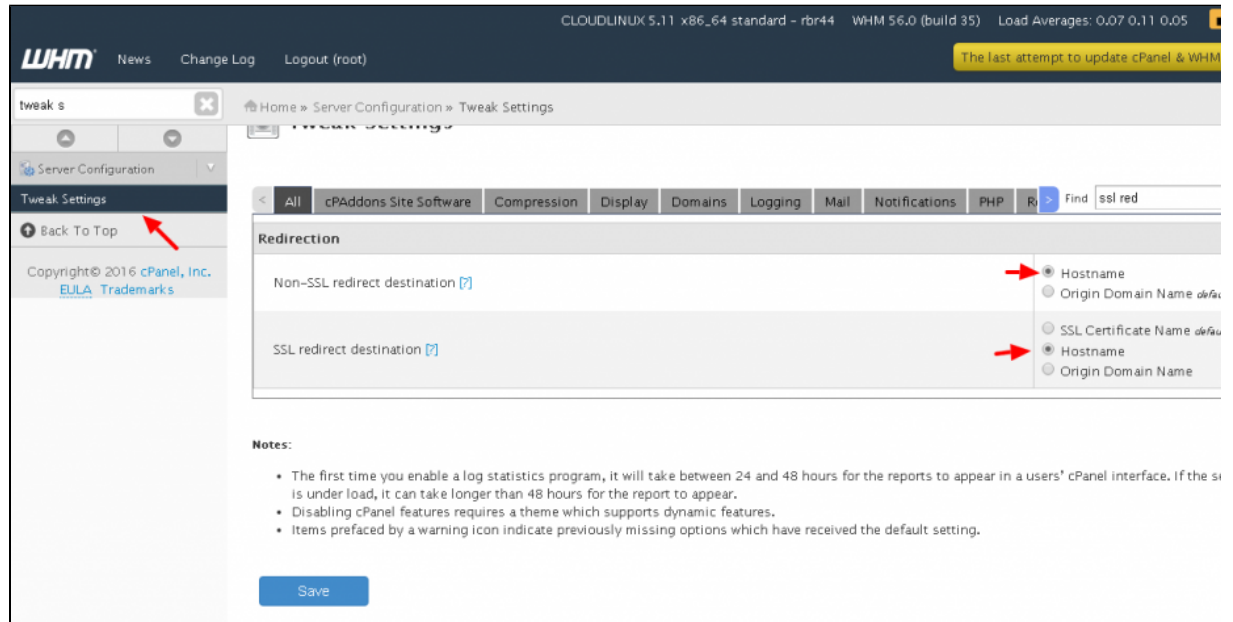 CLOUDLINUX 5.11 x86_64 standard - rbr44 WHM 56.0 (build 35) Load Averages: 0.07 0.11 0.05
WHM News Change Log Logout (root) The last attempt to update cPanel & WHM
tweak s
Home » Server Configuration » Tweak Settings
Tweak Settings
Server Configuration
Tweak Settings
Back To Top
Copyright© 2016 cPanel, Inc.
EULA Trademarks
< All cPAddons Site Software Compression Display Domains Logging Mail Notifications PHP > Find ssl red
Redirection
Non-SSL redirect destination [?]
Hostname
Origin Domain Name
SSL redirect destination [?]
SSL Certificate Name
Hostname
Origin Domain Name
Notes:
• The first time you enable a log statistics program, it will take between 24 and 48 hours for the reports to appear in a users' cPanel interface. If the
is under load, it can take longer than 48 hours for the report to appear.
• Disabling cPanel features requires a theme which supports dynamic features.
• Items prefaced by a warning icon indicate previously missing options which have received the default setting.
Save